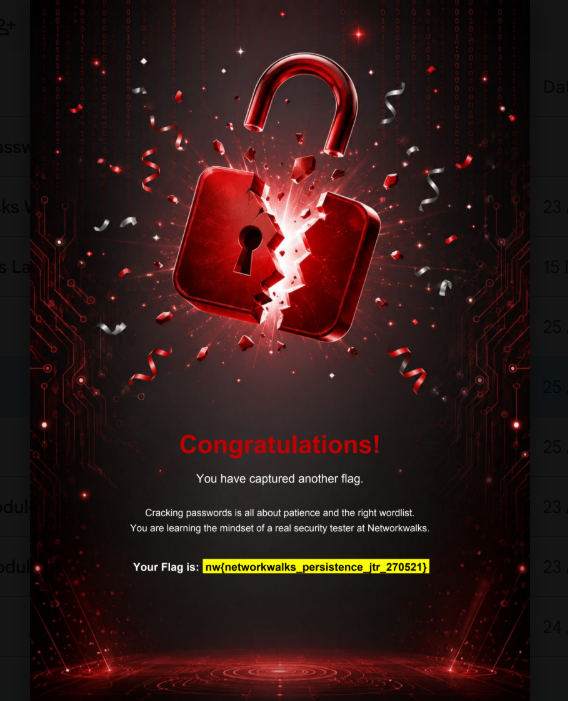 Congratulations!
You have captured another flag.
Cracking passwords is all about patience and the right wordlist.
You are learning the mindset of a real security tester at Networkwalks.
Your Flag is: nw{networkwalks_persistence_jtr_270521}